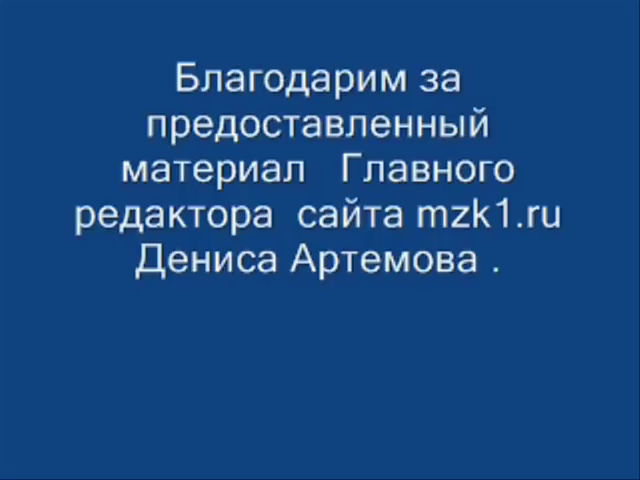 Благодарим за
предоставленный
материал Главного
редактора сайта mzk1.ru
Дениса Артемова .